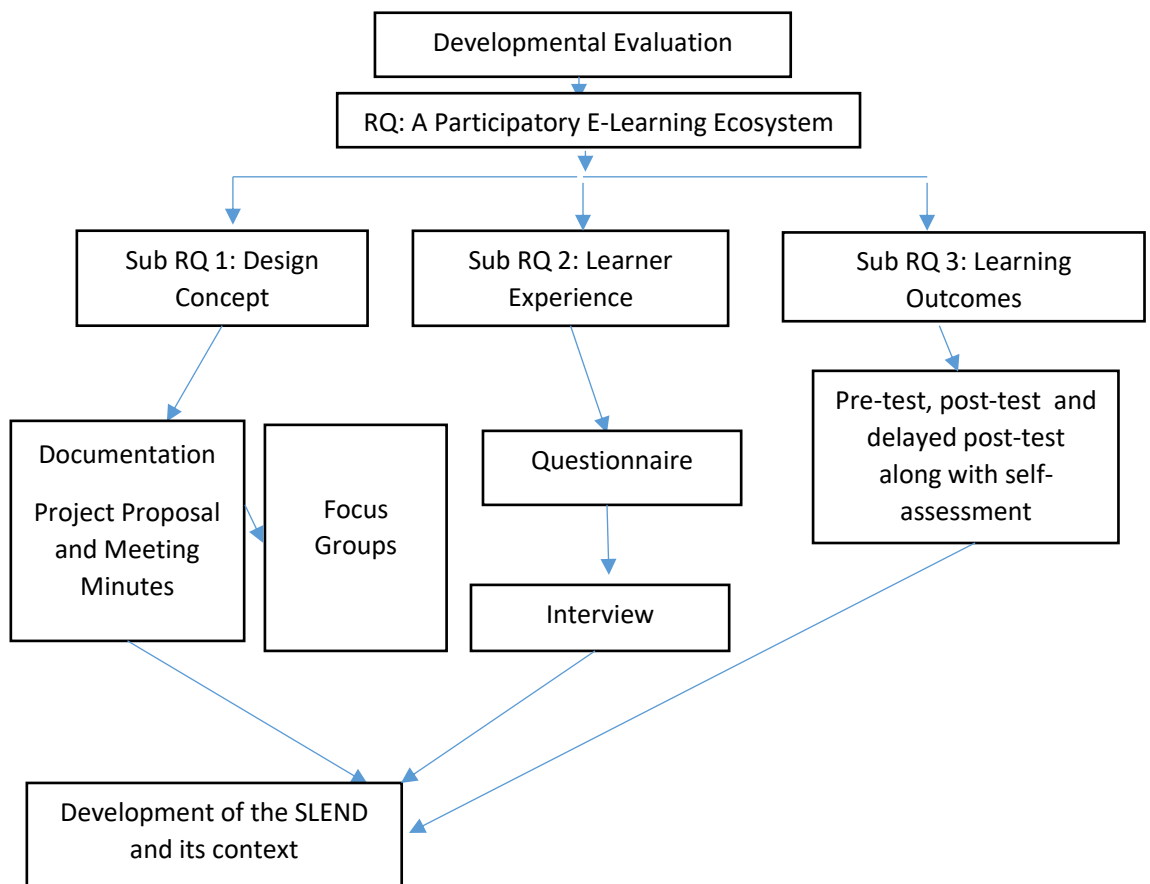 Developmental Evaluation
RQ: A Participatory E-Learning Ecosystem
Sub RQ 1: Design
Concept
Sub RQ 2: Learner
Experience
Sub RQ 3: Learning
Outcomes
Documentation
Project Proposal
and Meeting
Minutes
Focus
Groups
Questionnaire
Interview
Pre-test, post-test and
delayed post-test
along with self-
assessment
Development of the SLEND
and its context